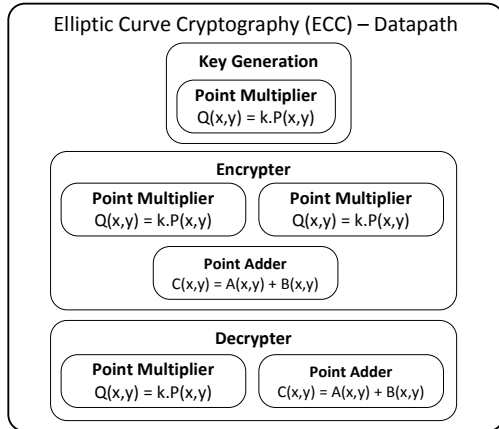 Elliptic Curve Cryptography (ECC) – Datapath
Key Generation
Point Multiplier
Q(x,y) = k.P(x,y)
Encrypter
Point Multiplier
Q(x,y) = k.P(x,y)
Point Multiplier
Q(x,y) = k.P(x,y)
Point Adder
C(x,y) = A(x,y) + B(x,y)
Decrypter
Point Multiplier
Q(x,y) = k.P(x,y)
Point Adder
C(x,y) = A(x,y) + B(x,y)